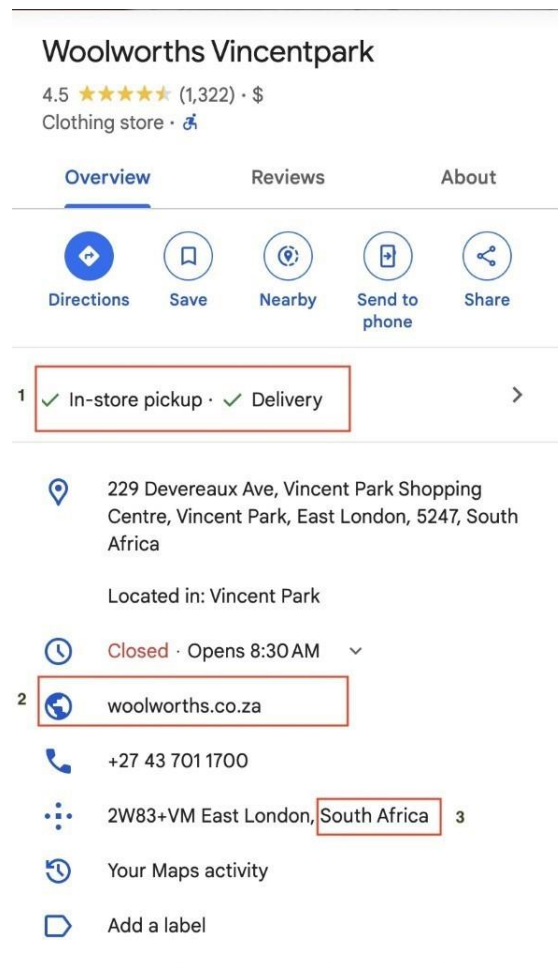 Woolworths Vincentpark
4.5 (1,322) · $
Clothing store ·
Overview Reviews About
Directions Save Nearby Send to phone Share
1 In-store pickup · Delivery
229 Devereaux Ave, Vincent Park Shopping
Centre, Vincent Park, East London, 5247, South
Africa
Located in: Vincent Park
Closed · Opens 8:30 AM
2 woolworths.co.za
+27 43 701 1700
2W83+VM East London, South Africa 3
Your Maps activity
Add a label